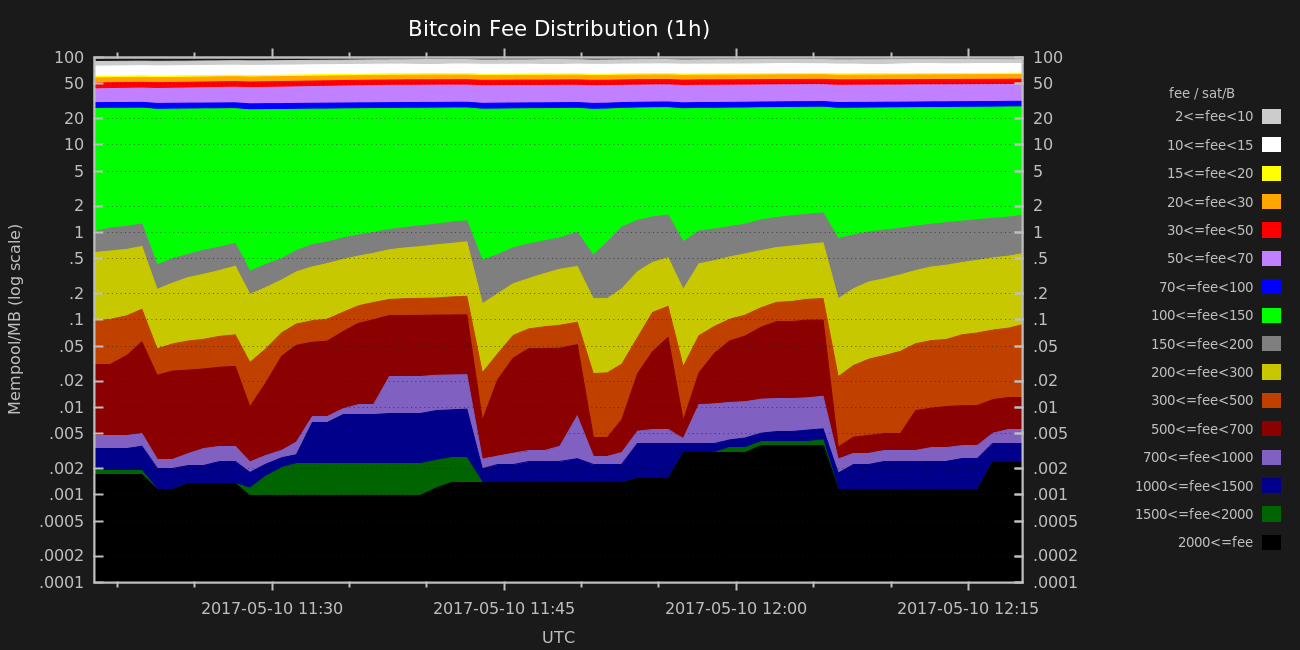 Bitcoin Fee Distribution (1h)
Mempool/MB (log scale)
100
50
20
10
5
2
1
.5
.2
.1
.05
.02
.01
.005
.002
.001
.0005
.0002
.0001
100
50
20
10
5
2
1
.5
.2
.1
.05
.02
.01
.005
.002
.001
.0005
.0002
.0001
fee / sat/B
2<=fee<10
10<=fee<15
15<=fee<20
20<=fee<30
30<=fee<50
50<=fee<70
70<=fee<100
100<=fee<150
150<=fee<200
200<=fee<300
300<=fee<500
500<=fee<700
700<=fee<1000
1000<=fee<1500
1500<=fee<2000
2000<=fee
2017-05-10 11:30
2017-05-10 11:45
2017-05-10 12:00
2017-05-10 12:15
UTC